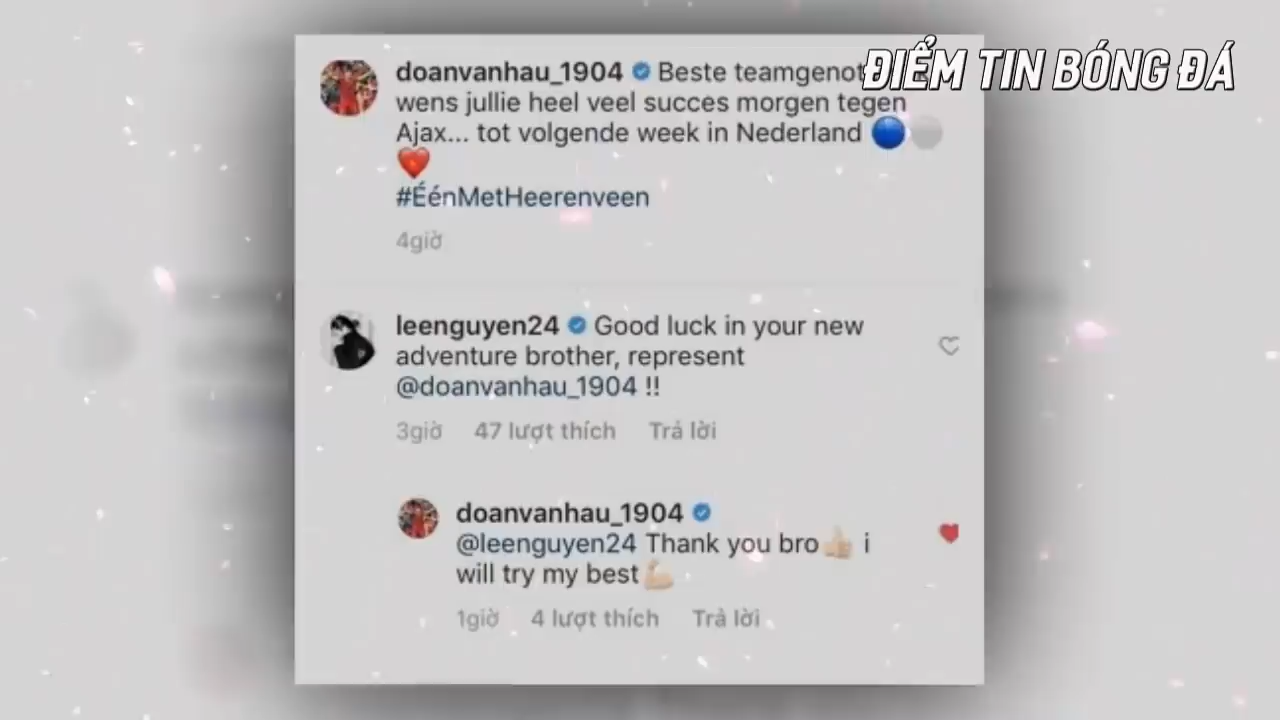 ĐIỂM TIN BÓNG ĐÁ
doanvanhau_1904 Beste teamgenot
wens jullie heel veel succes morgen tegen
Ajax... tot volgende week in Nederland 🔵⚪
❤️
#ÉénMetHeerenveen
4giờ
leenguyen24 Good luck in your new
adventure brother, represent
@doanvanhau_1904 !!
3giờ 47 lượt thích Trả lời
doanvanhau_1904
@leenguyen24 Thank you bro👍🏻 i
will try my best💪🏻
1giờ 4 lượt thích Trả lời